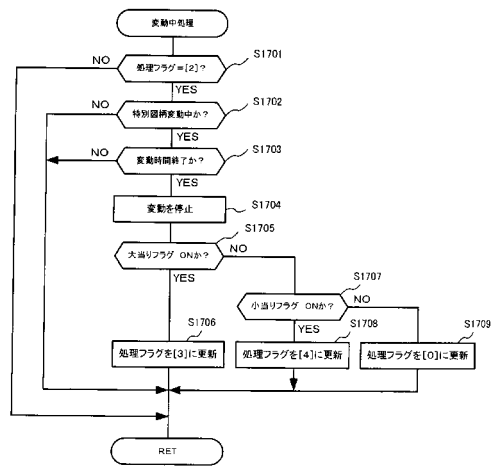 変動中処理
S1701
NO
処理フラグ=[2]?
YES
S1702
NO
特別図柄変動中か?
YES
S1703
NO
変動時間終了か?
YES
S1704
変動を停止
S1705
大当りフラグ ONか?
NO
YES
S1707
小当りフラグ ONか?
NO
YES
S1706
S1708
S1709
処理フラグを[3]に更新
処理フラグを[4]に更新
処理フラグを[0]に更新
RET